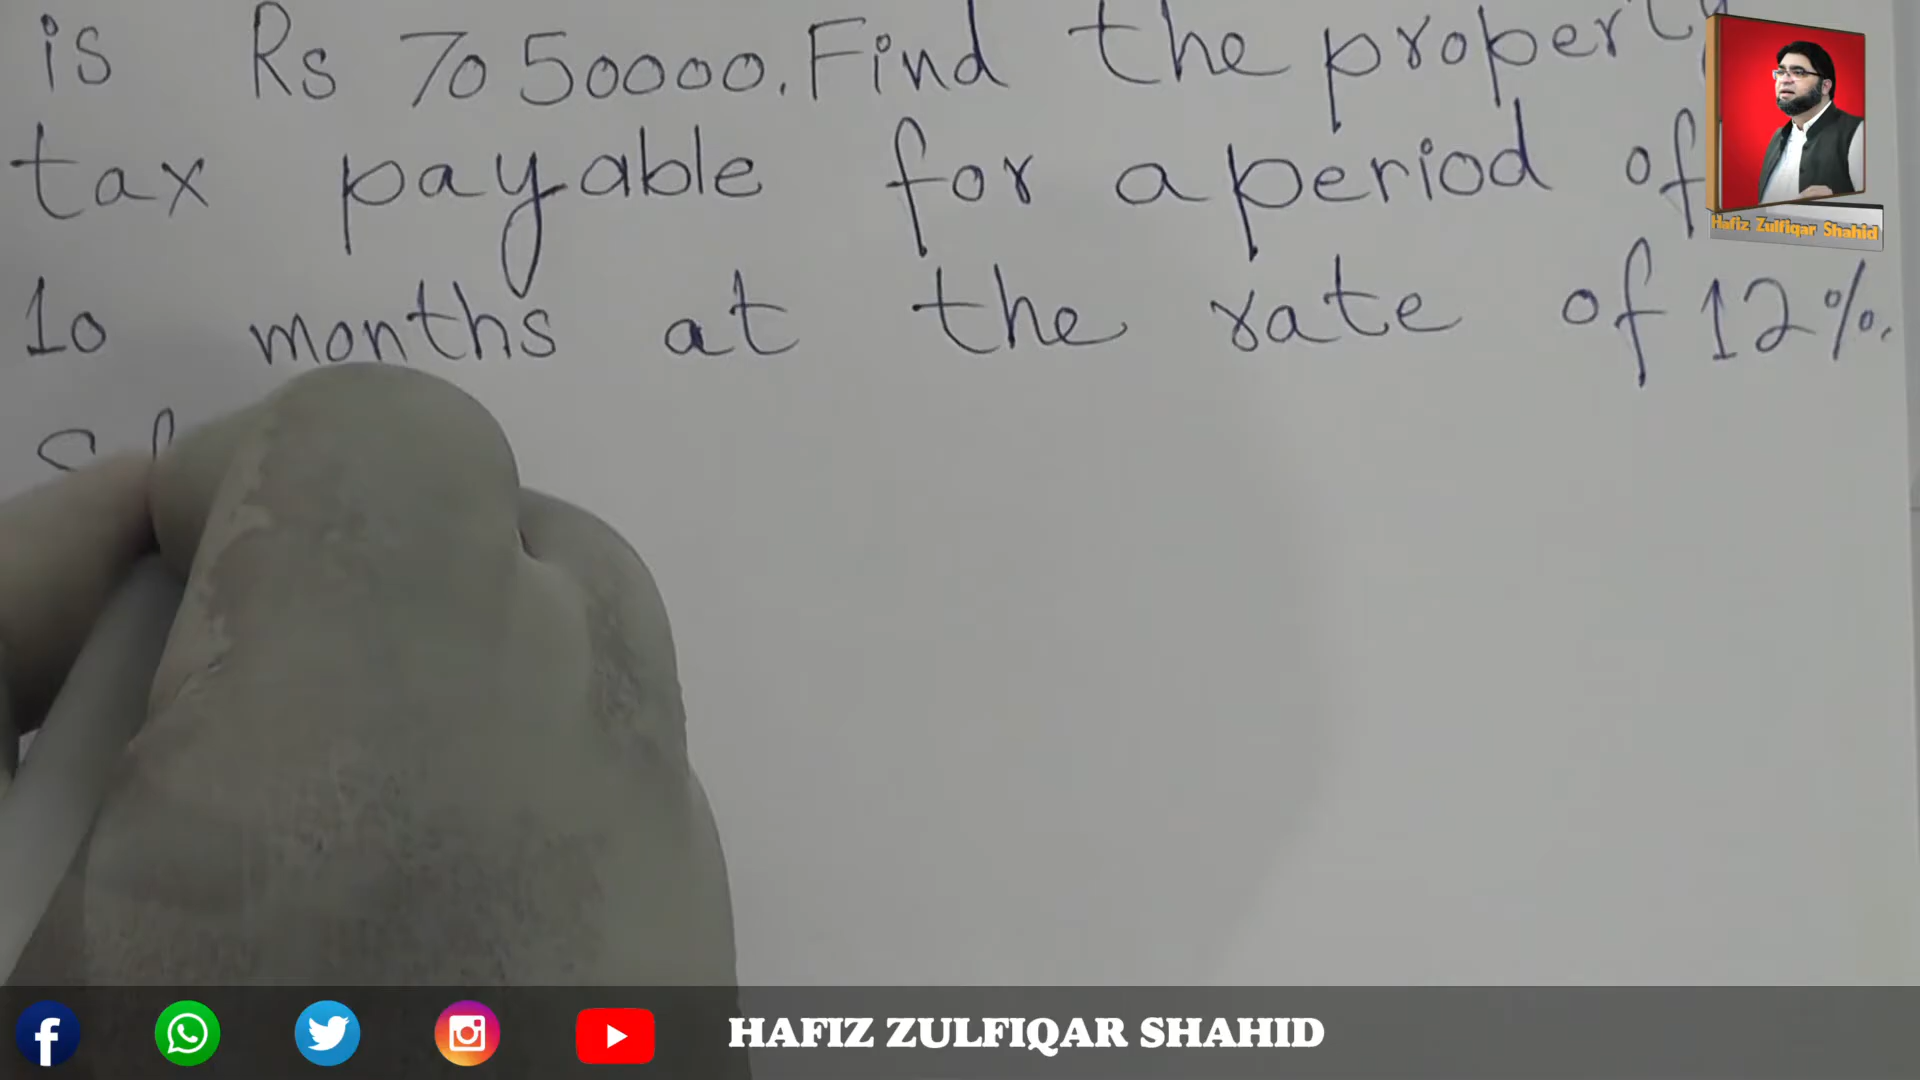 is Rs 7050000. Find the property
tax payable for a period of
10 months at the rate of 12%.
Hafiz Zulfiqar Shahid
HAFIZ ZULFIQAR SHAHID